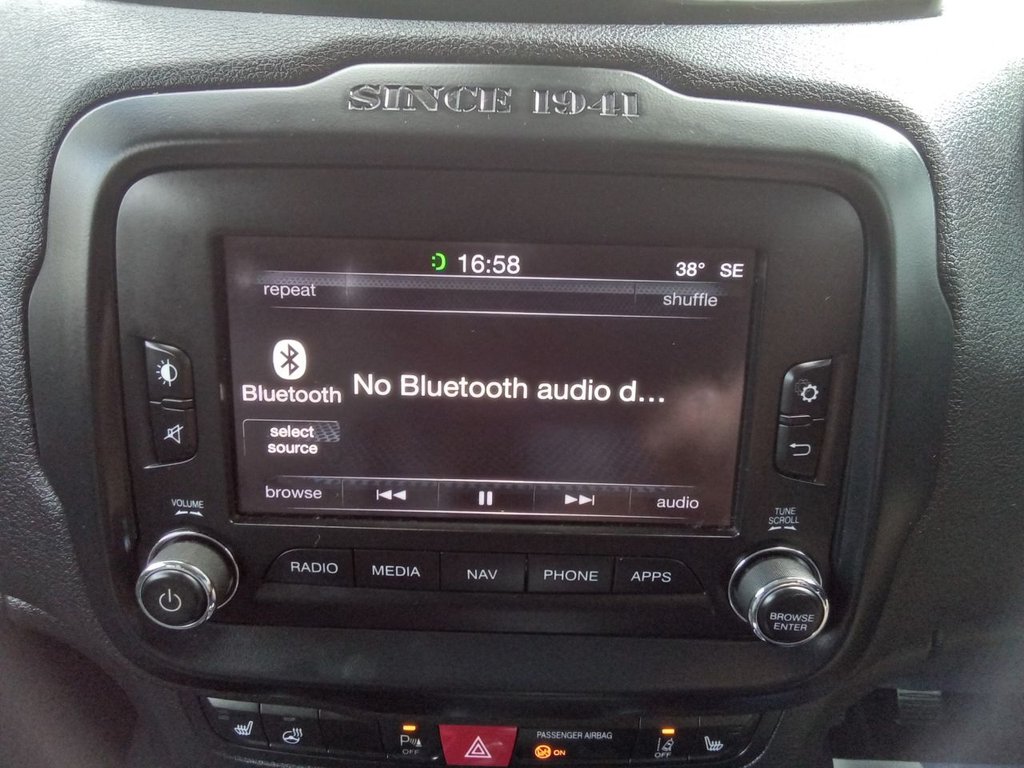 SINCE 1941
16:58
38° SE
repeat
shuffle
Bluetooth
No Bluetooth audio d...
select
source
browse
audio
VOLUME
TUNE
SCROLL
RADIO
MEDIA
NAV
PHONE
APPS
BROWSE
ENTER
PASSENGER AIRBAG
P
OFF
ON
OFF